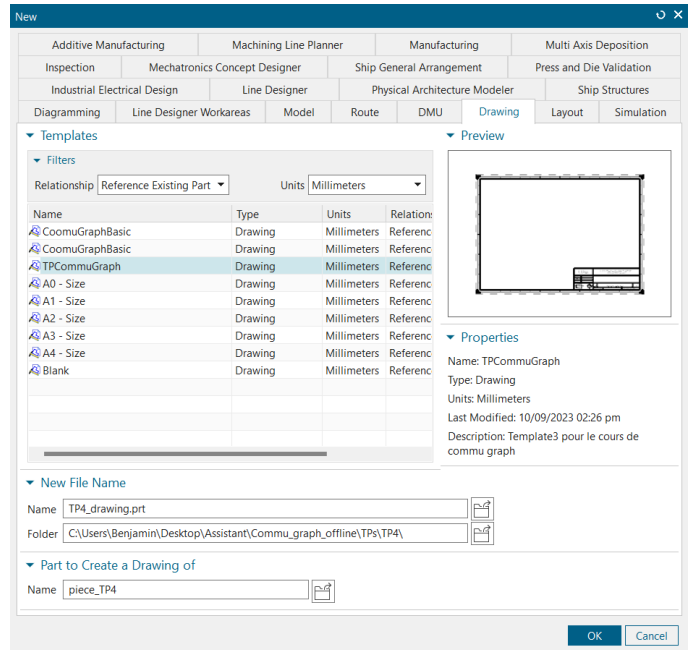 New
Additive Manufacturing Machining Line Planner Manufacturing Multi Axis Deposition
Inspection Mechatronics Concept Designer Ship General Arrangement Press and Die Validation
Industrial Electrical Design Line Designer Physical Architecture Modeler Ship Structures
Diagramming Line Designer Workareas Model Route DMU Drawing Layout Simulation
Templates
Filters
Relationship Reference Existing Part Units Millimeters
Name Type Units Relations
CoomuGraphBasic Drawing Millimeters Referenc
CoomuGraphBasic Drawing Millimeters Referenc
TPCommuGraph Drawing Millimeters Referenc
A0 - Size Drawing Millimeters Referenc
A1 - Size Drawing Millimeters Referenc
A2 - Size Drawing Millimeters Referenc
A3 - Size Drawing Millimeters Referenc
A4 - Size Drawing Millimeters Referenc
Blank Drawing Millimeters Referenc
Preview
Properties
Name: TPCommuGraph
Type: Drawing
Units: Millimeters
Last Modified: 10/09/2023 02:26 pm
Description: Template3 pour le cours de
commu graph
New File Name
Name TP4_drawing.prt
Folder C:\Users\Benjamin\Desktop\Assistant\Commu_graph_offline\TPs\TP4\
Part to Create a Drawing of
Name piece_TP4
OK Cancel